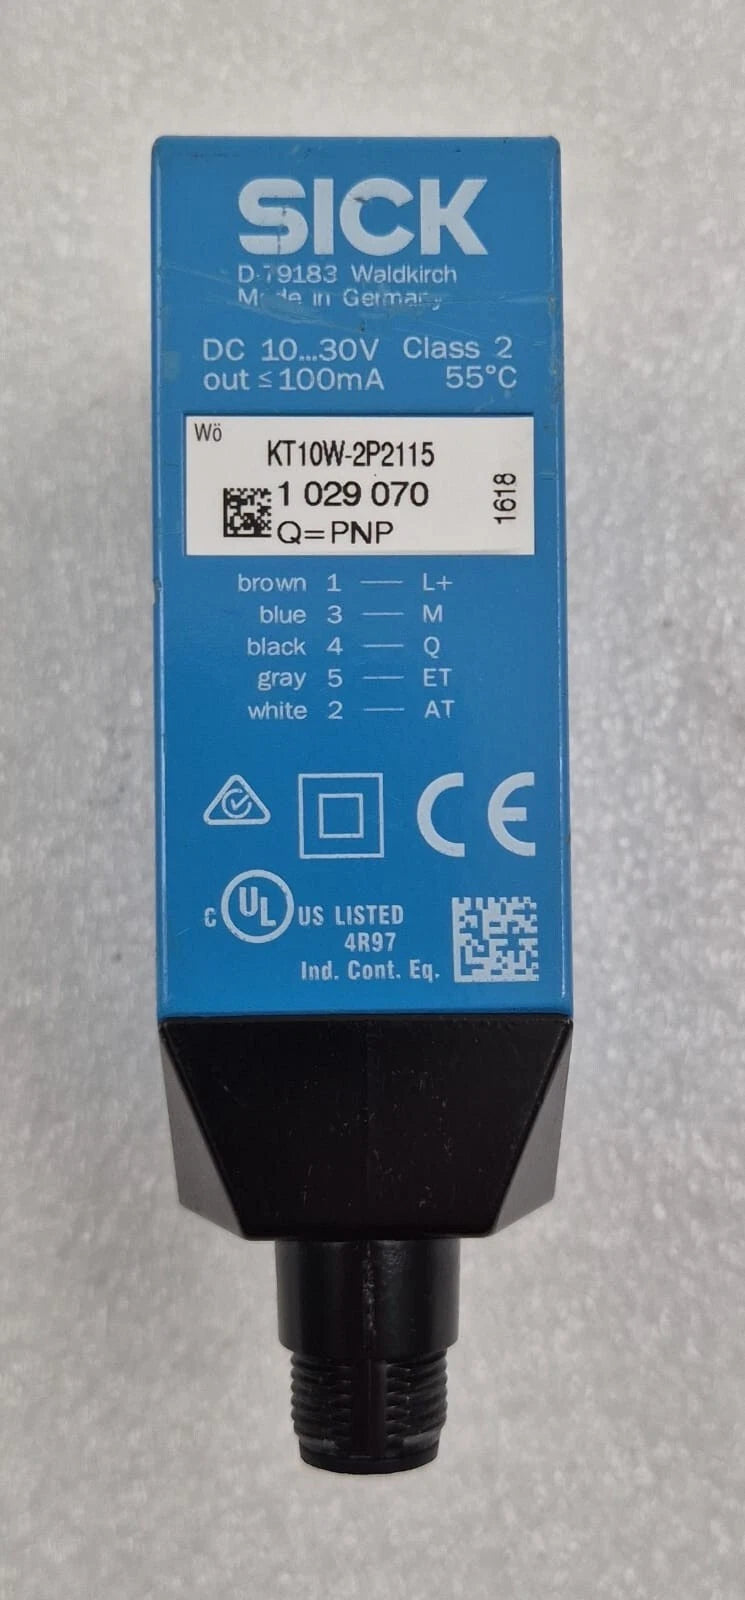 SICK
D-79183 Waldkirch
Made in Germany
DC 10...30V Class 2
out ≤ 100mA 55°C
Wö
KT10W-2P2115
1 029 070
1618
Q=PNP
brown 1 — L+
blue 3 — M
black 4 — Q
gray 5 — ET
white 2 — AT
CE
C UL US LISTED
4R97
Ind. Cont. Eq.